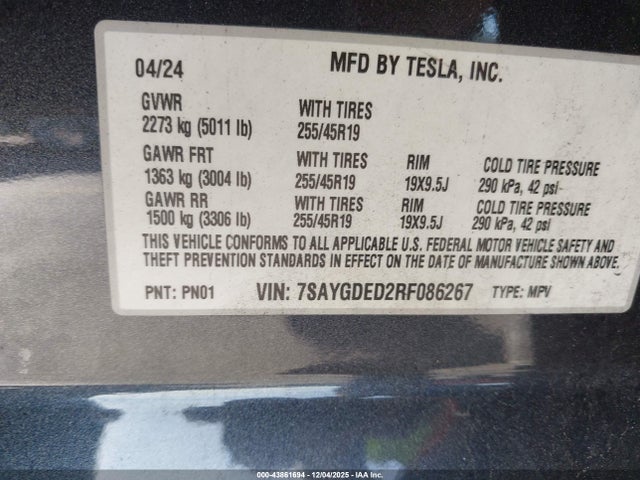 04/24 MFD BY TESLA, INC.
GVWR WITH TIRES
2273 kg (5011 lb) 255/45R19
GAWR FRT WITH TIRES RIM COLD TIRE PRESSURE
1363 kg (3004 lb) 255/45R19 19X9.5J 290 kPa, 42 psi
GAWR RR WITH TIRES RIM COLD TIRE PRESSURE
1500 kg (3306 lb) 255/45R19 19X9.5J 290 kPa, 42 psi
THIS VEHICLE CONFORMS TO ALL APPLICABLE U.S. FEDERAL MOTOR VEHICLE SAFETY AND
THEFT PREVENTION STANDARDS IN EFFECT ON THE DATE OF MANUFACTURE SHOWN ABOVE.
PNT: PN01 VIN: 7SAYGDED2RF086267 TYPE: MPV
000-43861694 - 12/04/2025 - IAA Inc.